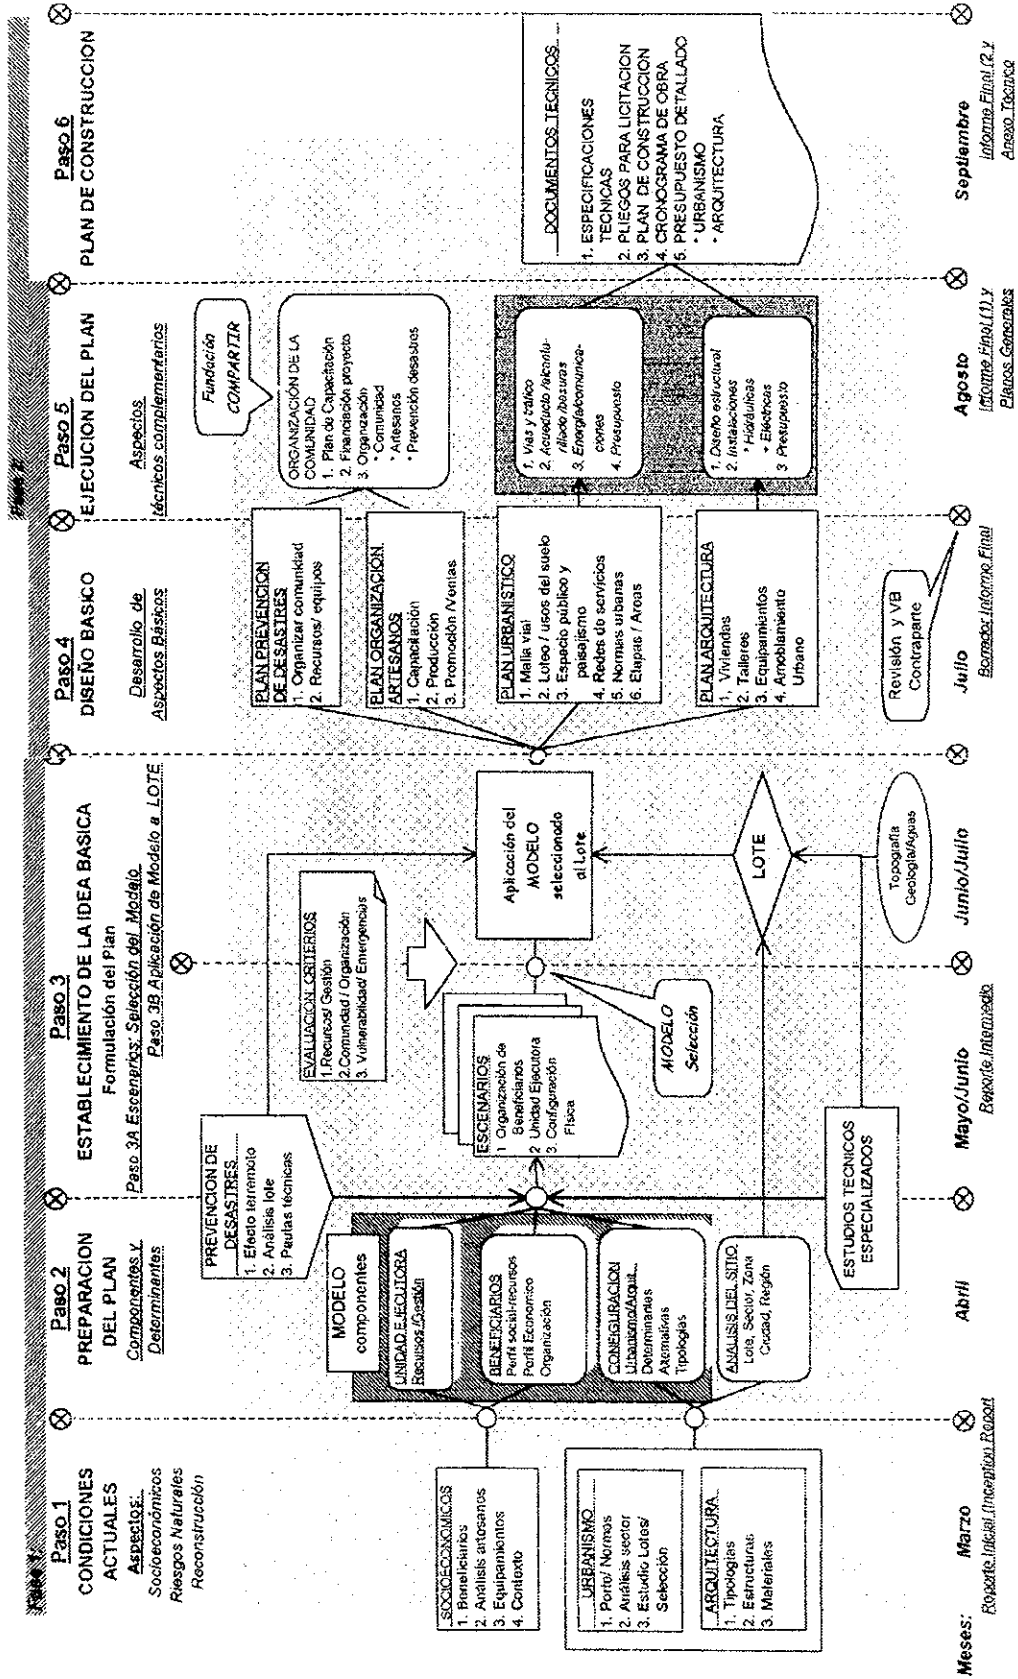 Fase 1:
Fase 2:
Paso 1
CONDICIONES
ACTUALES
Aspectos:
Socioeconómicos
Riesgos Naturales
Reconstrucción
Paso 2
PREPARACION
DEL PLAN
Componentes y
Determinantes
Paso 3
ESTABLECIMIENTO DE LA IDEA BASICA
Formulación del Plan
Paso 3A Escenarios: Selección del Modelo
Paso 3B Aplicación de Modelo a LOTE
Paso 4
DISEÑO BASICO
Desarrollo de
Aspectos Básicos
Paso 5
EJECUCION DEL PLAN
Aspectos
técnicos complementarios
Paso 6
PLAN DE CONSTRUCCION
SOCIOECONOMICOS
1. Beneficiarios
2. Análisis artesanos
3. Equipamientos
4. Contexto
URBANISMO
1. Porto/ Normas
2. Análisis sector
3. Estudio Lotes/
Selección
ARQUITECTURA
1. Tipologías
2. Estructuras
3. Materiales
PREVENCION DE
DESASTRES
1. Efecto terremoto
2. Análisis lote
3. Pautas técnicas
MODELO
componentes
UNIDAD EJECUTORA
Recursos /Gestión
BENEFICIARIOS
Perfil social-recursos
Perfil Economico
Organización
CONFIGURACION
Urbanismo/Arquit...
Determinantes
Alternativas
Tipologías
ANALISIS DEL SITIO
Lote, Sector, Zona
Ciudad, Región
ESTUDIOS TECNICOS
ESPECIALIZADOS
EVALUACION: CRITERIOS
1.Recursos/ Gestión
2.Comunidad / Organización
3. Vulnerabilidad/ Emergencias
ESCENARIOS
1 Organización de
Beneficiarios
2 Unidad Ejecutora
3. Configuración
Física
MODELO
Selección
Aplicación del
MODELO
seleccionado
al Lote
LOTE
Topografía
Geología/Aguas
PLAN PREVENCION
DE DESASTRES
1. Organizar comunidad
2. Recursos/ equipos
PLAN ORGANIZACION
ARTESANOS
1. Capacitación
2. Producción
3. Promoción /Ventas
PLAN URBANÍSTICO
1. Malla Vial
2. Loteo / usos del suelo
3. Espacio público y
paisajismo
4. Redes de servicios
5. Normas urbanas
6. Etapas / Areas
PLAN ARQUITECTURA
1. Viviendas
2. Talleres
3. Equipamientos
4. Amoblamiento
Urbano
Fundación
COMPARTIR
ORGANIZACIÓN DE LA
COMUNIDAD
1. Plan de Capacitación
2. Financiación proyecto
3. Organización
* Comunidad
* Artesanos
* Prevención desastres
1. Vías y tráfico
2. Acueducto /alcanta-
rillado /basuras
3. Energía/comunica-
ciones
4. Presupuesto
1. Diseño estructural
2. Instalaciones
* Hidráulicas
* Eléctricas
3 Presupuesto
DOCUMENTOS TECNICOS
1. ESPECIFICACIONES
TECNICAS
2. PLIEGOS PARA LICITACION
3. PLAN DE CONSTRUCCION
4. CRONOGRAMA DE OBRA
5. PRESUPUESTO DETALLADO
* URBANISMO
* ARQUITECTURA
Revisión y VB
Contraparte
Meses:
Marzo
Abril
Mayo/Junio
Junio/Julio
Julio
Agosto
Septiembre
Reporte Inicial (Inception Report
Reporte Intermedio
Borrador Informe Final
Informe Final (1) y
Planos Generales
Informe Final (2 y
Anexo Técnico